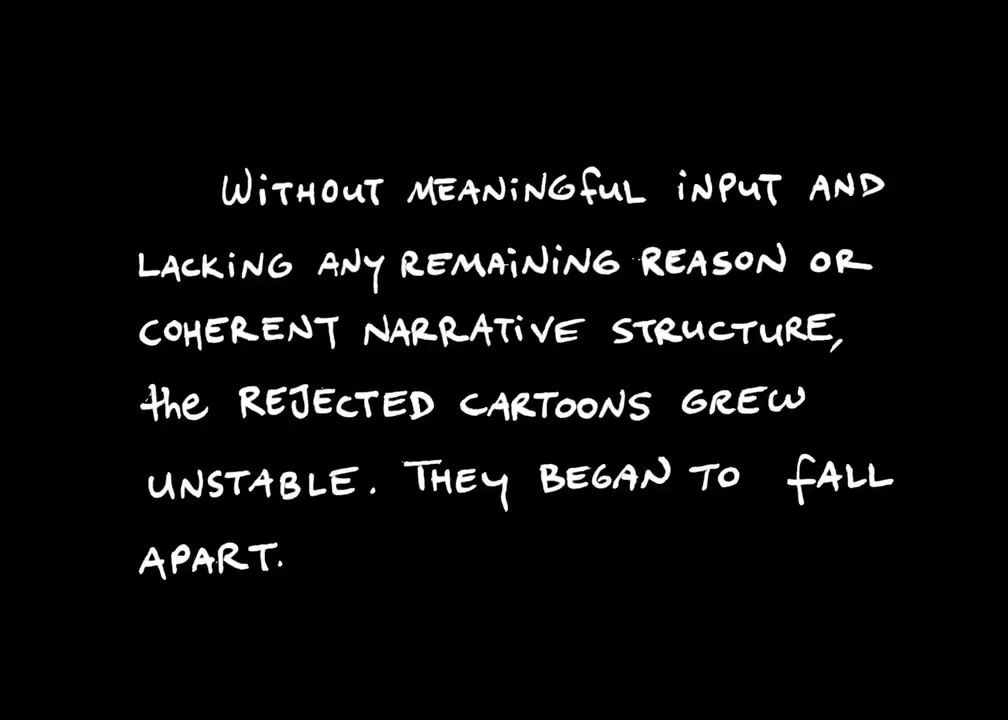 WiTHOUT MEANiNGfUL iNPUT AND
LACKiNG ANY REMAiNiNG REASON OR
COHERENT NARRATiVE STRUCTURE,
the REJECTED CARTOONS GREW
UNSTABLE. THEY BEGAN TO fALL
APART.